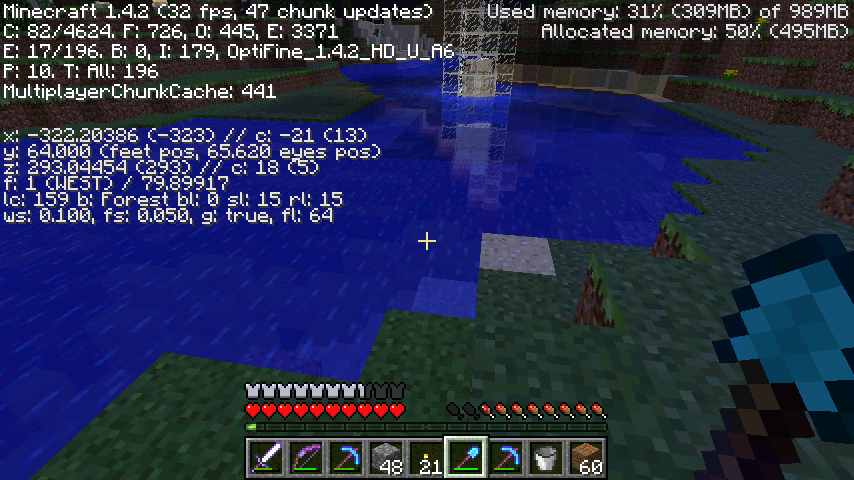 Minecraft 1.4.2 (32 fps, 47 chunk updates)
C: 82/4624. F: 726, O: 445, E: 3371
E: 17/196. B: 0, I: 179, OptiFine_1.4.2_HD_U_A6
P: 10. T: All: 196
MultiplayerChunkCache: 441
Used memory: 31% (309MB) of 989MB
Allocated memory: 50% (495MB)
x: -322.20386 (-323) // c: -21 (13)
y: 64.000 (feet pos, 65.620 eyes pos)
z: 293.04454 (293) // c: 18 (5)
f: 1 (WEST) / 79.89917
lc: 159 b: Forest bl: 0 sl: 15 rl: 15
ws: 0.100, fs: 0.050, g: true, fl: 64
48 21 60